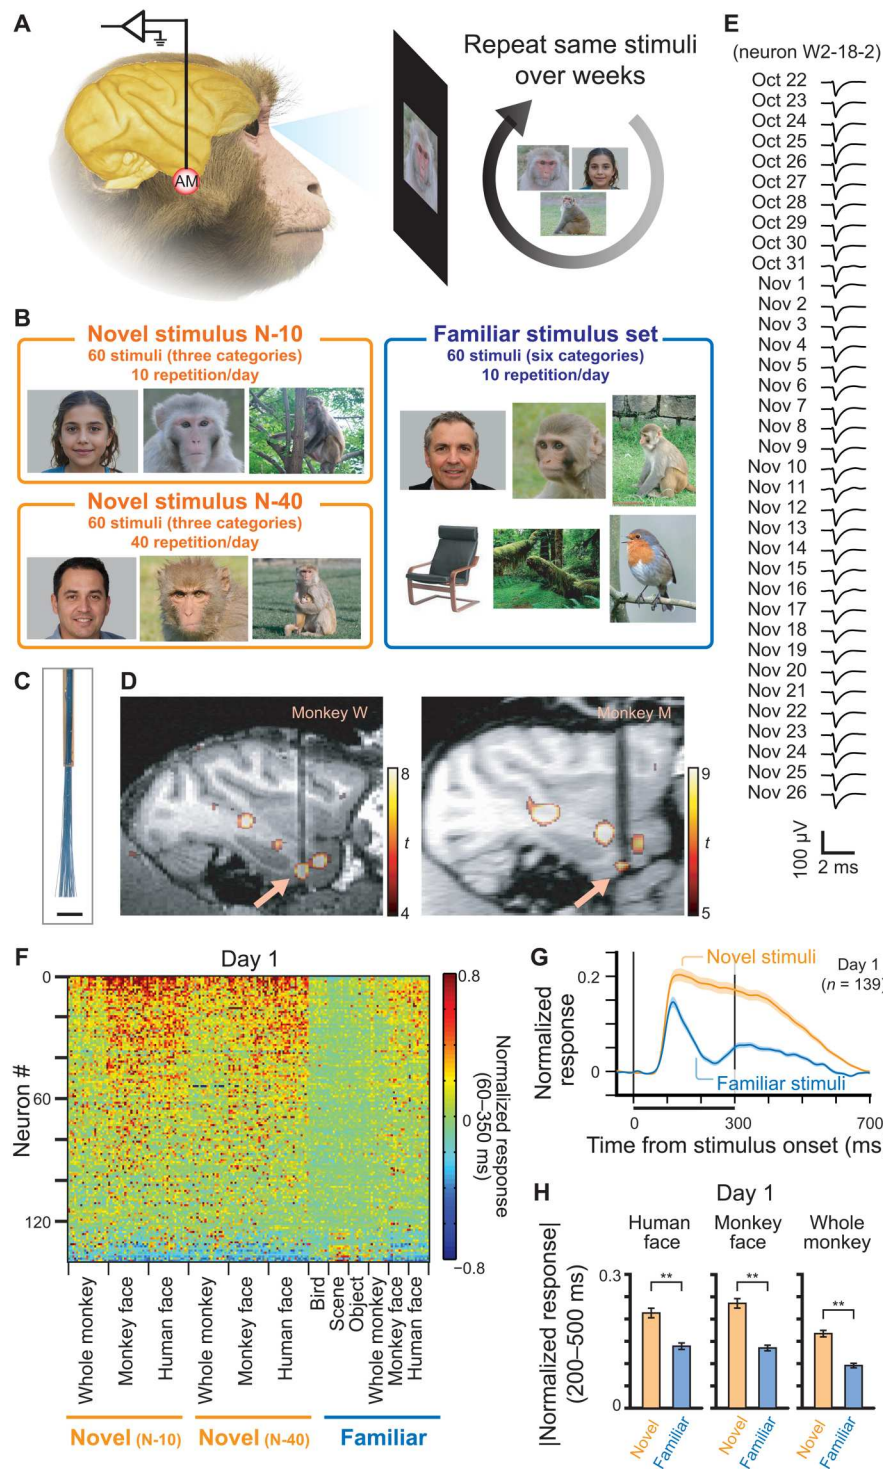 A
AM
Repeat same stimuli
over weeks
E
(neuron W2-18-2)
Oct 22
Oct 23
Oct 24
Oct 25
Oct 26
Oct 27
Oct 28
Oct 29
Oct 30
Oct 31
Nov 1
Nov 2
Nov 3
Nov 4
Nov 5
Nov 6
Nov 7
Nov 8
Nov 9
Nov 10
Nov 11
Nov 12
Nov 13
Nov 14
Nov 15
Nov 16
Nov 17
Nov 18
Nov 19
Nov 20
Nov 21
Nov 22
Nov 23
Nov 24
Nov 25
Nov 26
100 µV
2 ms
B
Novel stimulus N-10
60 stimuli (three categories)
10 repetition/day
Novel stimulus N-40
60 stimuli (three categories)
40 repetition/day
Familiar stimulus set
60 stimuli (six categories)
10 repetition/day
C
D
Monkey W
8
t
4
Monkey M
9
t
5
F
Day 1
0
60
120
Neuron #
0.8
0
−0.8
Normalized response
(60–350 ms)
Whole monkey
Monkey face
Human face
Whole monkey
Monkey face
Human face
Bird
Scene
Object
Whole monkey
Monkey face
Human face
Novel (N-10)
Novel (N-40)
Familiar
G
Novel stimuli
Day 1
(n = 139)
0.2
0
Normalized
response
Familiar stimuli
0
300
700
Time from stimulus onset (ms
H
Day 1
Human
face
Monkey
face
Whole
monkey
0.3
0
|Normalized response|
(200–500 ms)
**
**
**
Novel
Familiar
Novel
Familiar
Novel
Familiar